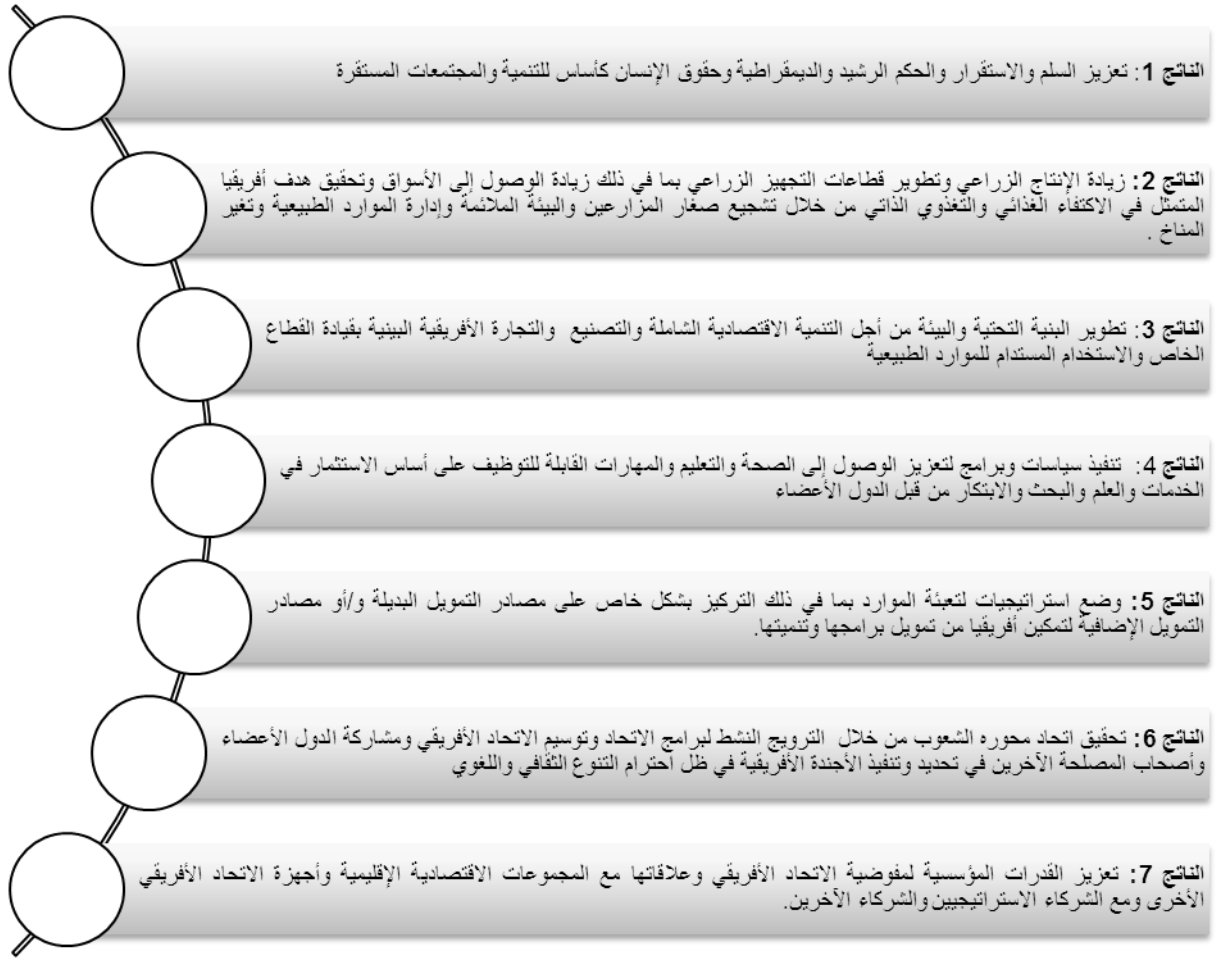 الناتج 1: تعزيز السلم والاستقرار والحكم الرشيد والديمقراطية وحقوق الإنسان كأساس للتنمية والمجتمعات المستقرة
الناتج 2: زيادة الإنتاج الزراعي وتطوير قطاعات التجهيز الزراعي بما في ذلك زيادة الوصول إلى الأسواق وتحقيق هدف أفريقيا
المتمثل في الاكتفاء الغذائي والتغذوي الذاتي من خلال تشجيع صغار المزارعين والبيئة الملائمة وإدارة الموارد الطبيعية وتغير
المناخ .
الناتج 3: تطوير البنية التحتية والبيئة من أجل التنمية الاقتصادية الشاملة والتصنيع والتجارة الأفريقية البينية بقيادة القطاع
الخاص والاستخدام المستدام للموارد الطبيعية
الناتج 4: تنفيذ سياسات وبرامج لتعزيز الوصول إلى الصحة والتعليم والمهارات القابلة للتوظيف على أساس الاستثمار في
الخدمات والعلم والبحث والابتكار من قبل الدول الأعضاء
الناتج 5: وضع استراتيجيات لتعبئة الموارد بما في ذلك التركيز بشكل خاص على مصادر التمويل البديلة و/أو مصادر
التمويل الإضافية لتمكين أفريقيا من تمويل برامجها وتنميتها.
الناتج 6: تحقيق اتحاد محوره الشعوب من خلال الترويج النشط لبرامج الاتحاد وتوسيم الاتحاد الأفريقي ومشاركة الدول الأعضاء
وأصحاب المصلحة الآخرين في تحديد وتنفيذ الأجندة الأفريقية في ظل احترام التنوع الثقافي واللغوي
الناتج 7: تعزيز القدرات المؤسسية لمفوضية الاتحاد الأفريقي وعلاقاتها مع المجموعات الاقتصادية الإقليمية وأجهزة الاتحاد الأفريقي
الأخرى ومع الشركاء الاستراتيجيين والشركاء الآخرين.